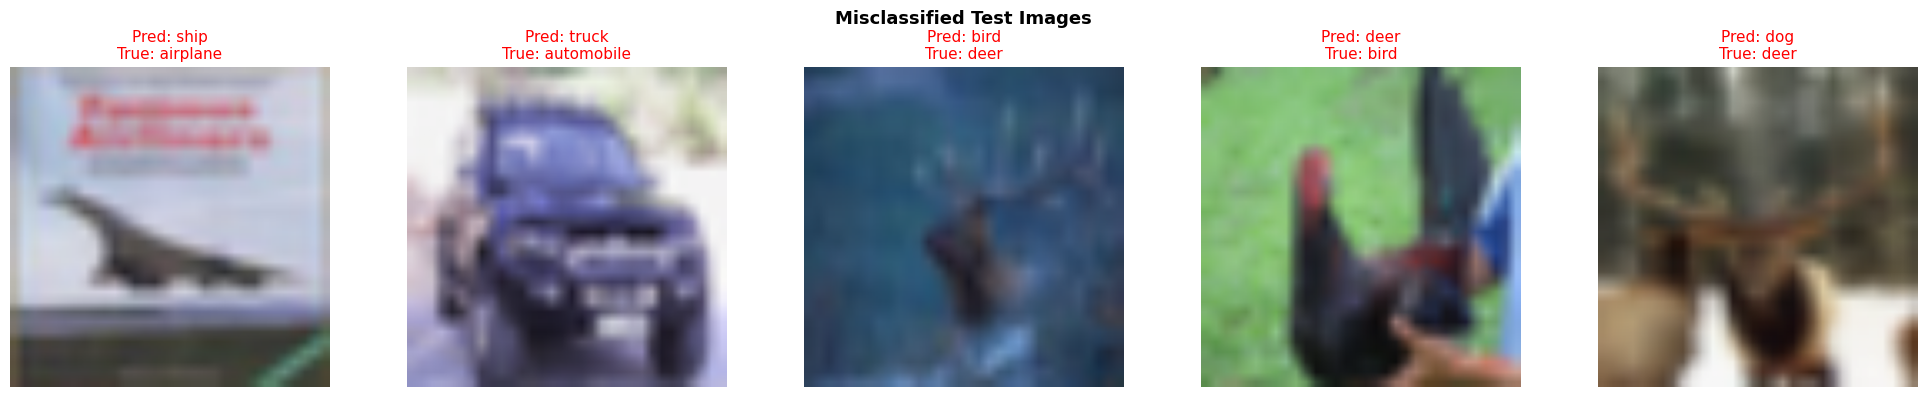 Misclassified Test Images
Pred: ship
True: airplane
Pred: truck
True: automobile
Pred: bird
True: deer
Pred: deer
True: bird
Pred: dog
True: deer